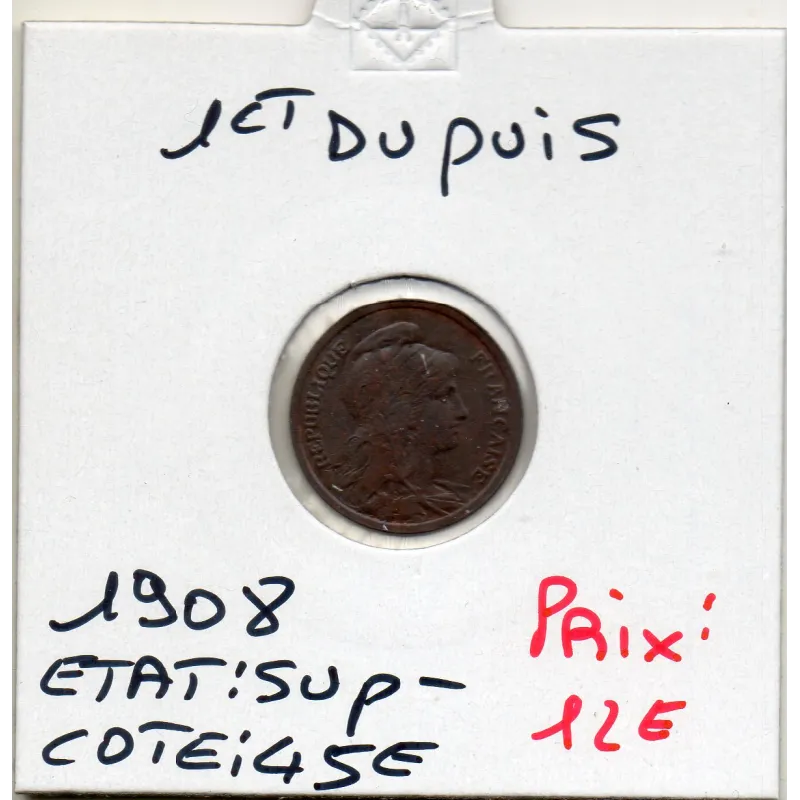 1CT DUPUIS
REPUBLIQUE FRANCAISE
1908
ETAT: SUP-
COTE: 45E
PRIX:
12E